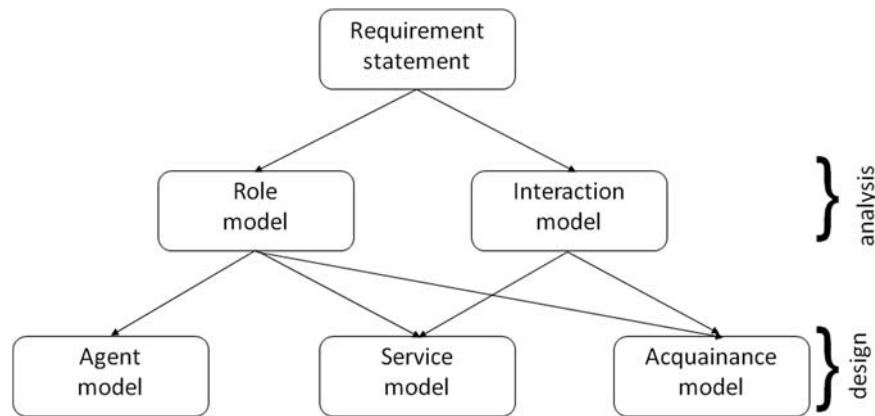 Requirement
statement
Role
model
Interaction
model
analysis
Agent
model
Service
model
Acquainance
model
design